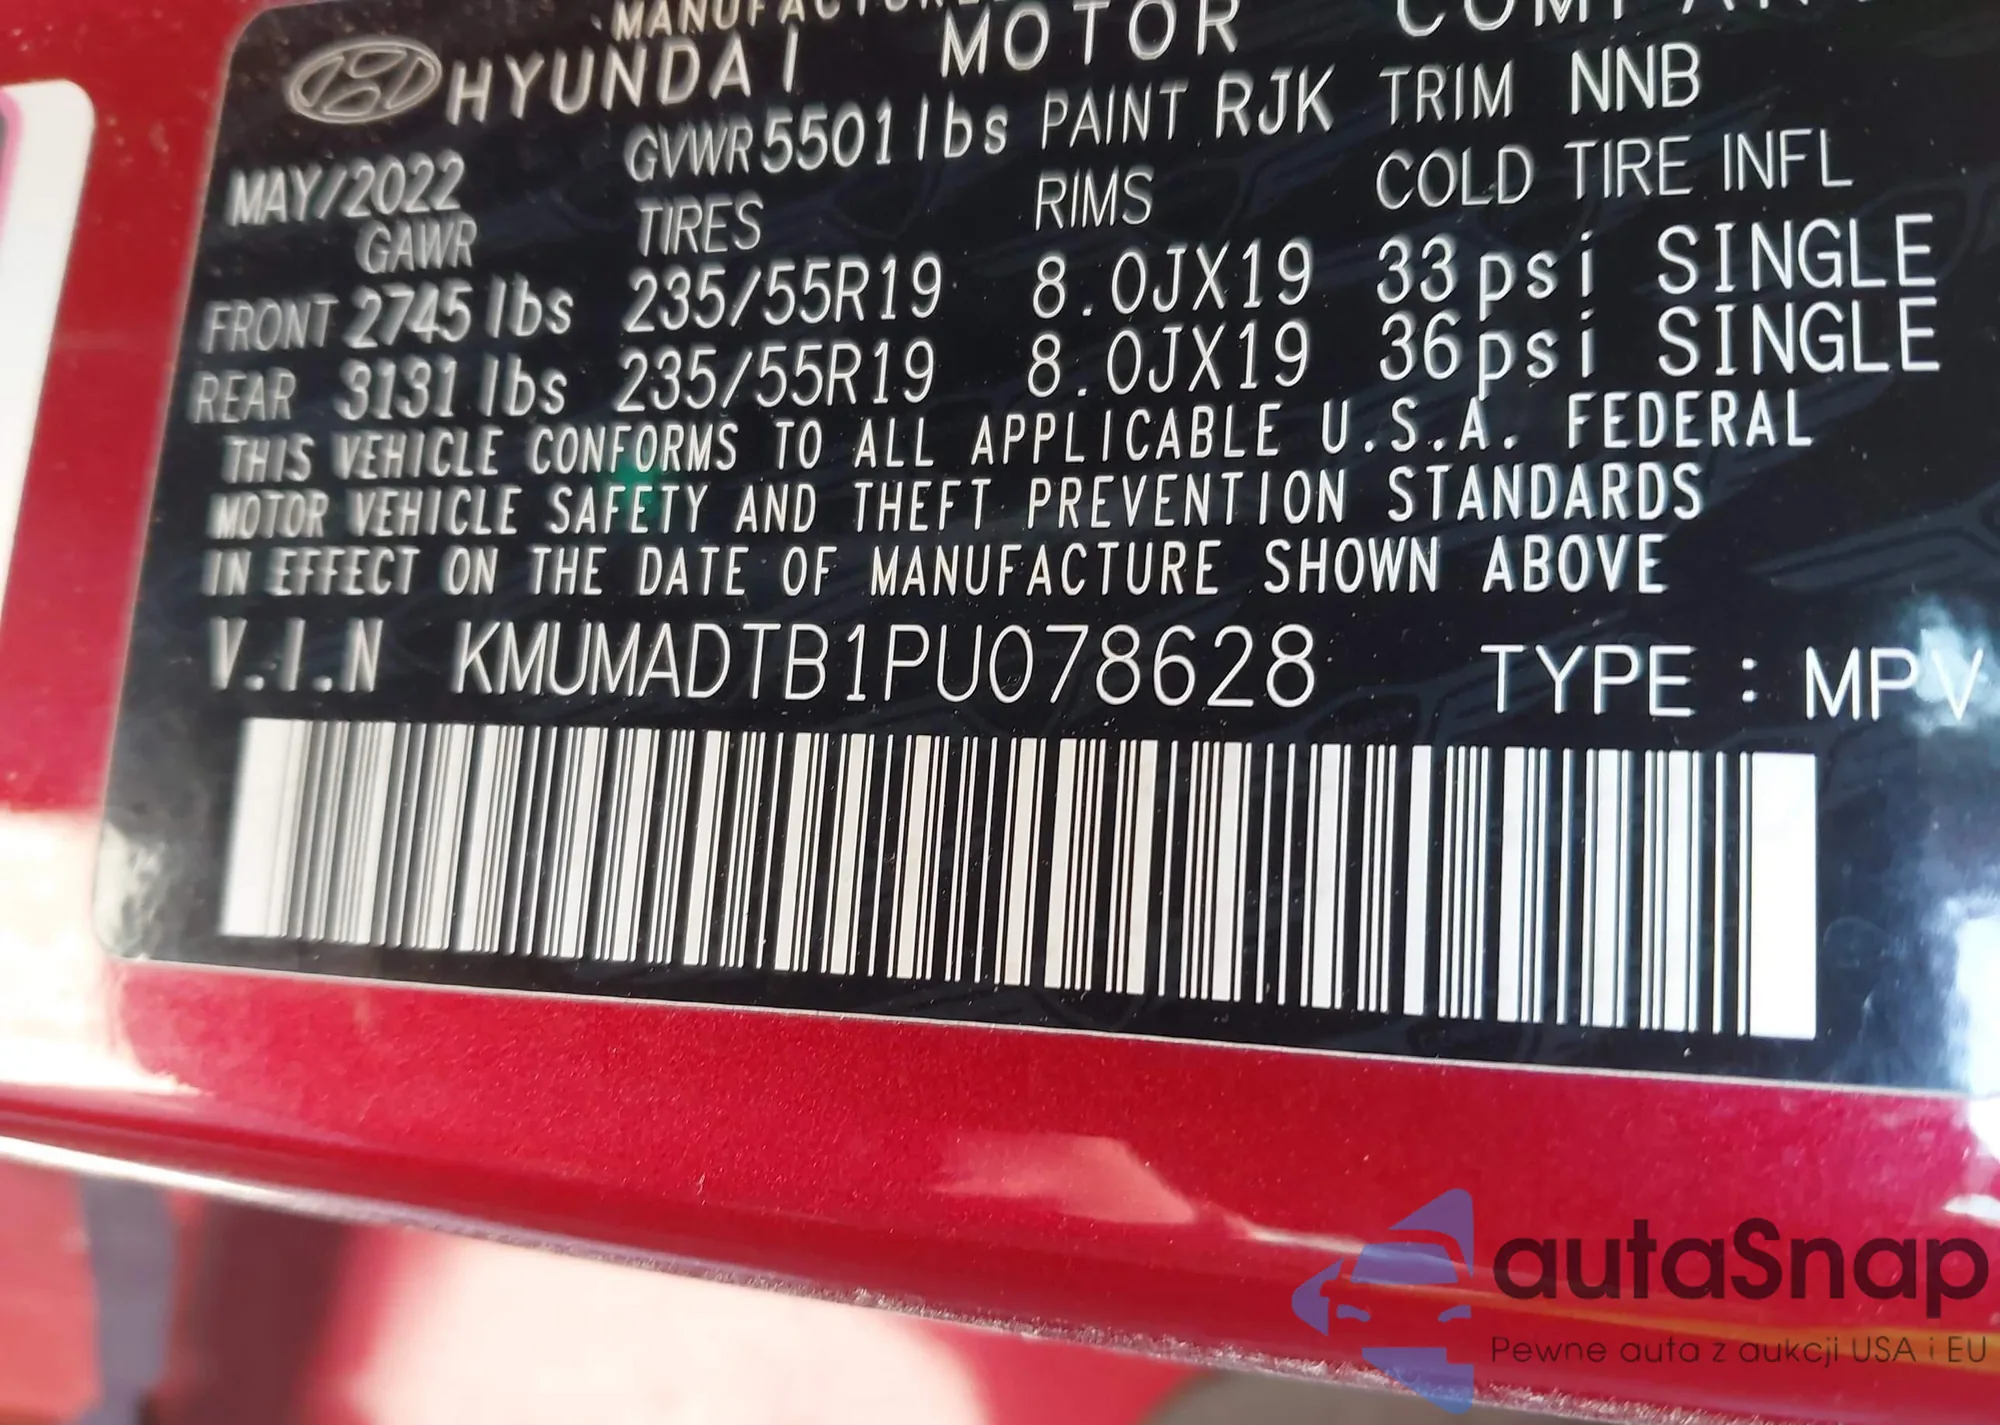 MANUFACTURE
HYUNDAI MOTOR COMPAN
MAY/2022 GVWR 5501 lbs PAINT RJK TRIM NNB
GAWR TIRES RIMS COLD TIRE INFL
FRONT 2745 lbs 235/55R19 8.0JX19 33psi SINGLE
REAR 3131 lbs 235/55R19 8.0JX19 36psi SINGLE
THIS VEHICLE CONFORMS TO ALL APPLICABLE U.S.A. FEDERAL
MOTOR VEHICLE SAFETY AND THEFT PREVENTION STANDARDS
IN EFFECT ON THE DATE OF MANUFACTURE SHOWN ABOVE
V.I.N KMUMADTB1PU078628 TYPE : MPV
autaSnap
Pewne auta z aukcji USA i EU